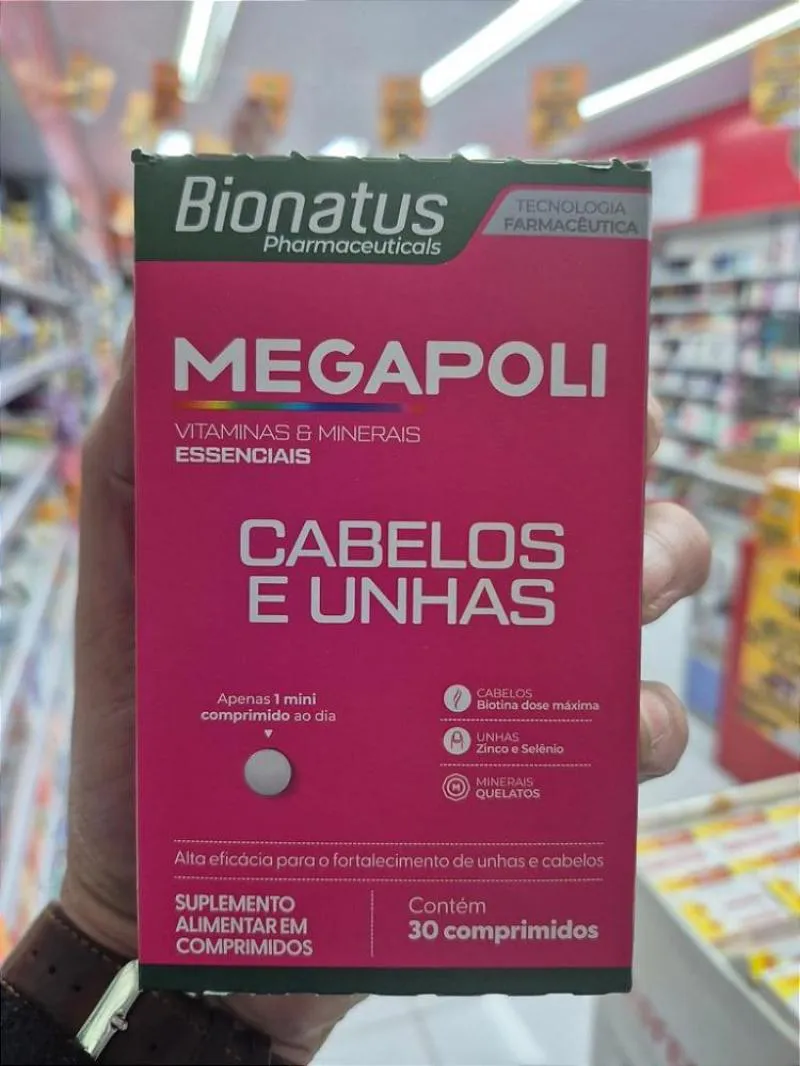 Bionatus
Pharmaceuticals
TECNOLOGIA
FARMACÊUTICA
MEGAPOLI
VITAMINAS & MINERAIS
ESSENCIAIS
CABELOS
E UNHAS
Apenas 1 mini
comprimido ao dia
CABELOS
Biotina dose máxima
UNHAS
Zinco e Selênio
M
MINERAIS
QUELATOS
Alta eficácia para o fortalecimento de unhas e cabelos
SUPLEMENTO
ALIMENTAR EM
COMPRIMIDOS
Contém
30 comprimidos